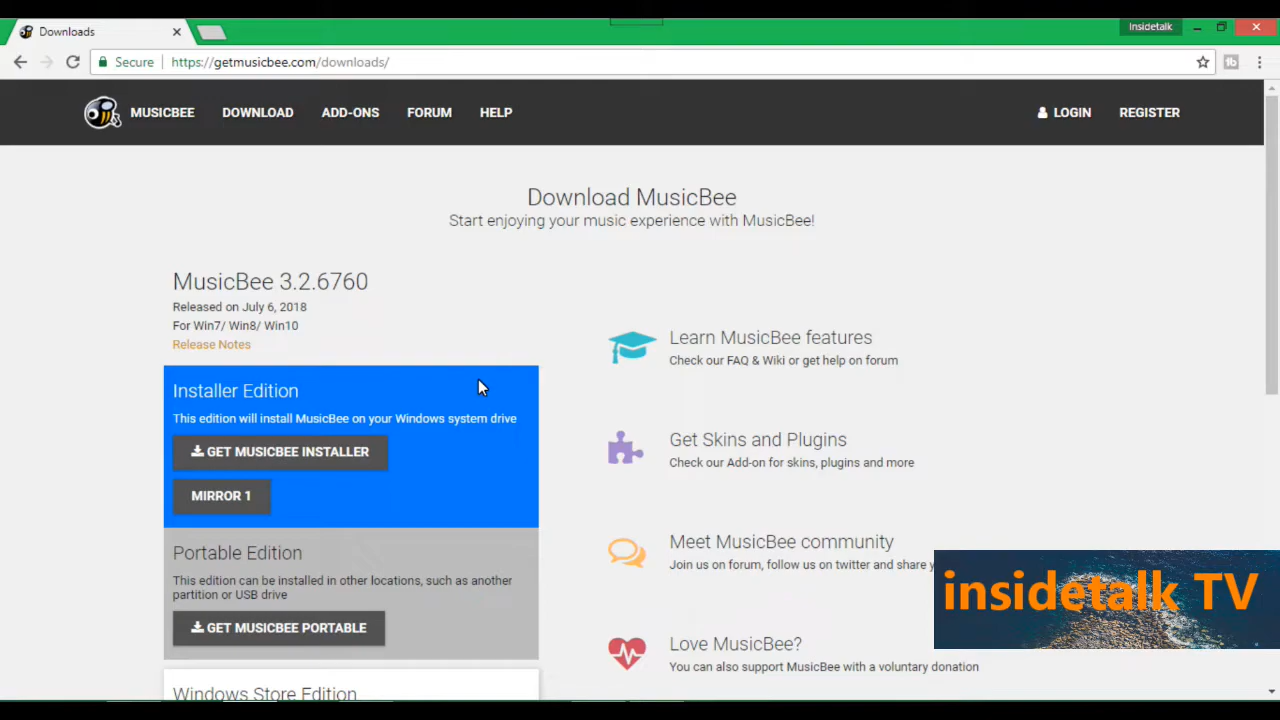 Downloads
Insidetalk
Secure
https://getmusicbee.com/downloads/
MUSICBEE
DOWNLOAD
ADD-ONS
FORUM
HELP
LOGIN
REGISTER
Download MusicBee
Start enjoying your music experience with MusicBee!
MusicBee 3.2.6760
Released on July 6, 2018
For Win7/ Win8/ Win10
Release Notes
Installer Edition
This edition will install MusicBee on your Windows system drive
GET MUSICBEE INSTALLER
MIRROR 1
Portable Edition
This edition can be installed in other locations, such as another
partition or USB drive
GET MUSICBEE PORTABLE
Windows Store Edition
Learn MusicBee features
Check our FAQ & Wiki or get help on forum
Get Skins and Plugins
Check our Add-on for skins, plugins and more
Meet MusicBee community
Join us on forum, follow us on twitter and share y
Love MusicBee?
You can also support MusicBee with a voluntary donation
insidetalk TV